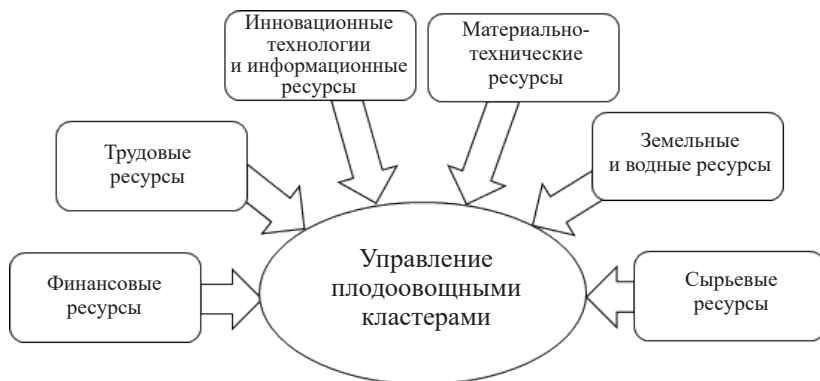 Инновационные
технологии
и информационные
ресурсы
Материально-
технические
ресурсы
Трудовые
ресурсы
Земельные
и водные ресурсы
Финансовые
ресурсы
Управление
плодоовощными
кластерами
Сырьевые
ресурсы